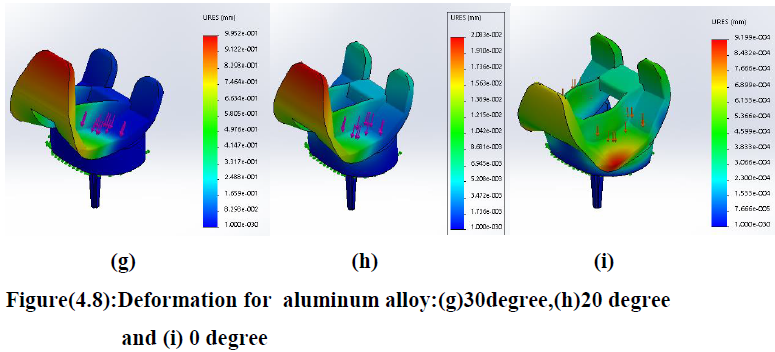 URES (mm)
9.952e-001
9.122e-001
8.293e-001
7.464e-001
6.634e-001
5.805e-001
4.976e-001
4.147e-001
3.317e-001
2.488e-001
1.659e-001
8.293e-002
1.000e-030
URES (mm)
2.083e-002
1.910e-002
1.736e-002
1.563e-002
1.389e-002
1.215e-002
1.042e-002
8.681e-003
6.945e-003
5.208e-003
3.472e-003
1.736e-003
1.000e-030
URES (mm)
9.199e-004
8.432e-004
7.666e-004
6.899e-004
6.133e-004
5.366e-004
4.599e-004
3.833e-004
3.066e-004
2.300e-004
1.533e-004
7.666e-005
1.000e-030
(g) (h) (i)
Figure(4.8):Deformation for aluminum alloy:(g)30degree,(h)20 degree
and (i) 0 degree